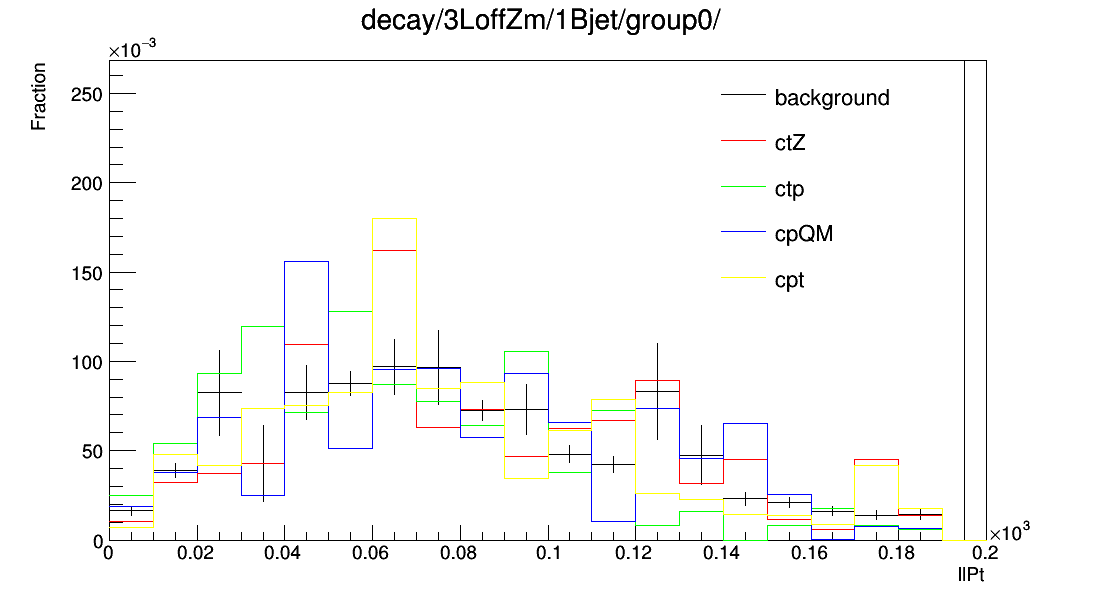 decay/3LoffZm/1Bjet/group0/
×10⁻³
Fraction
250
200
150
100
50
0
background
ctZ
ctp
cpQM
cpt
0 0.02 0.04 0.06 0.08 0.1 0.12 0.14 0.16 0.18 0.2
×10³
llPt